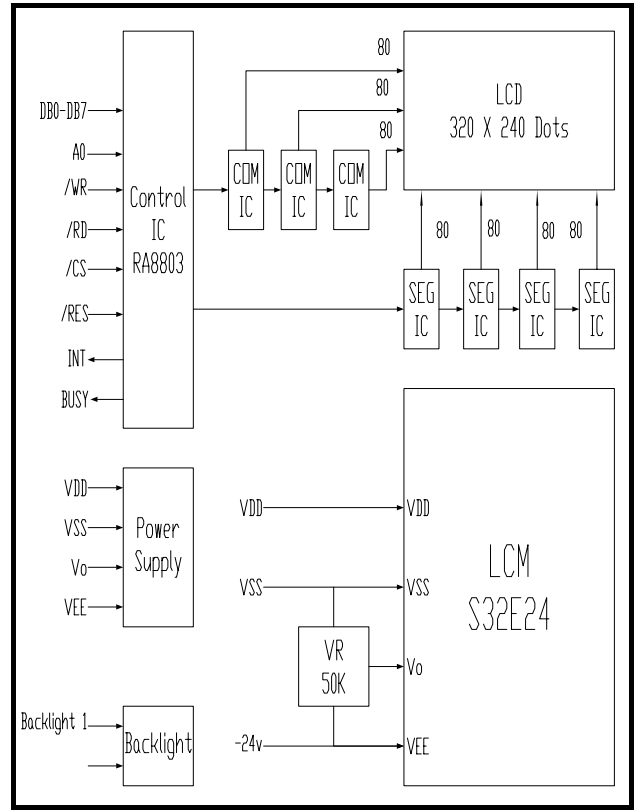 DB0-DB7
A0
/WR
/RD
/CS
/RES
INT
BUSY
Control
IC
RA8803
COM
IC
COM
IC
COM
IC
80
80
80
LCD
320 X 240 Dots
80
80
80
80
SEG
IC
SEG
IC
SEG
IC
SEG
IC
VDD
VSS
Vo
VEE
Power
Supply
Backlight 1
Backlight
VDD
VSS
VR
50K
-24v
VDD
VSS
Vo
VEE
LCM
S32E24